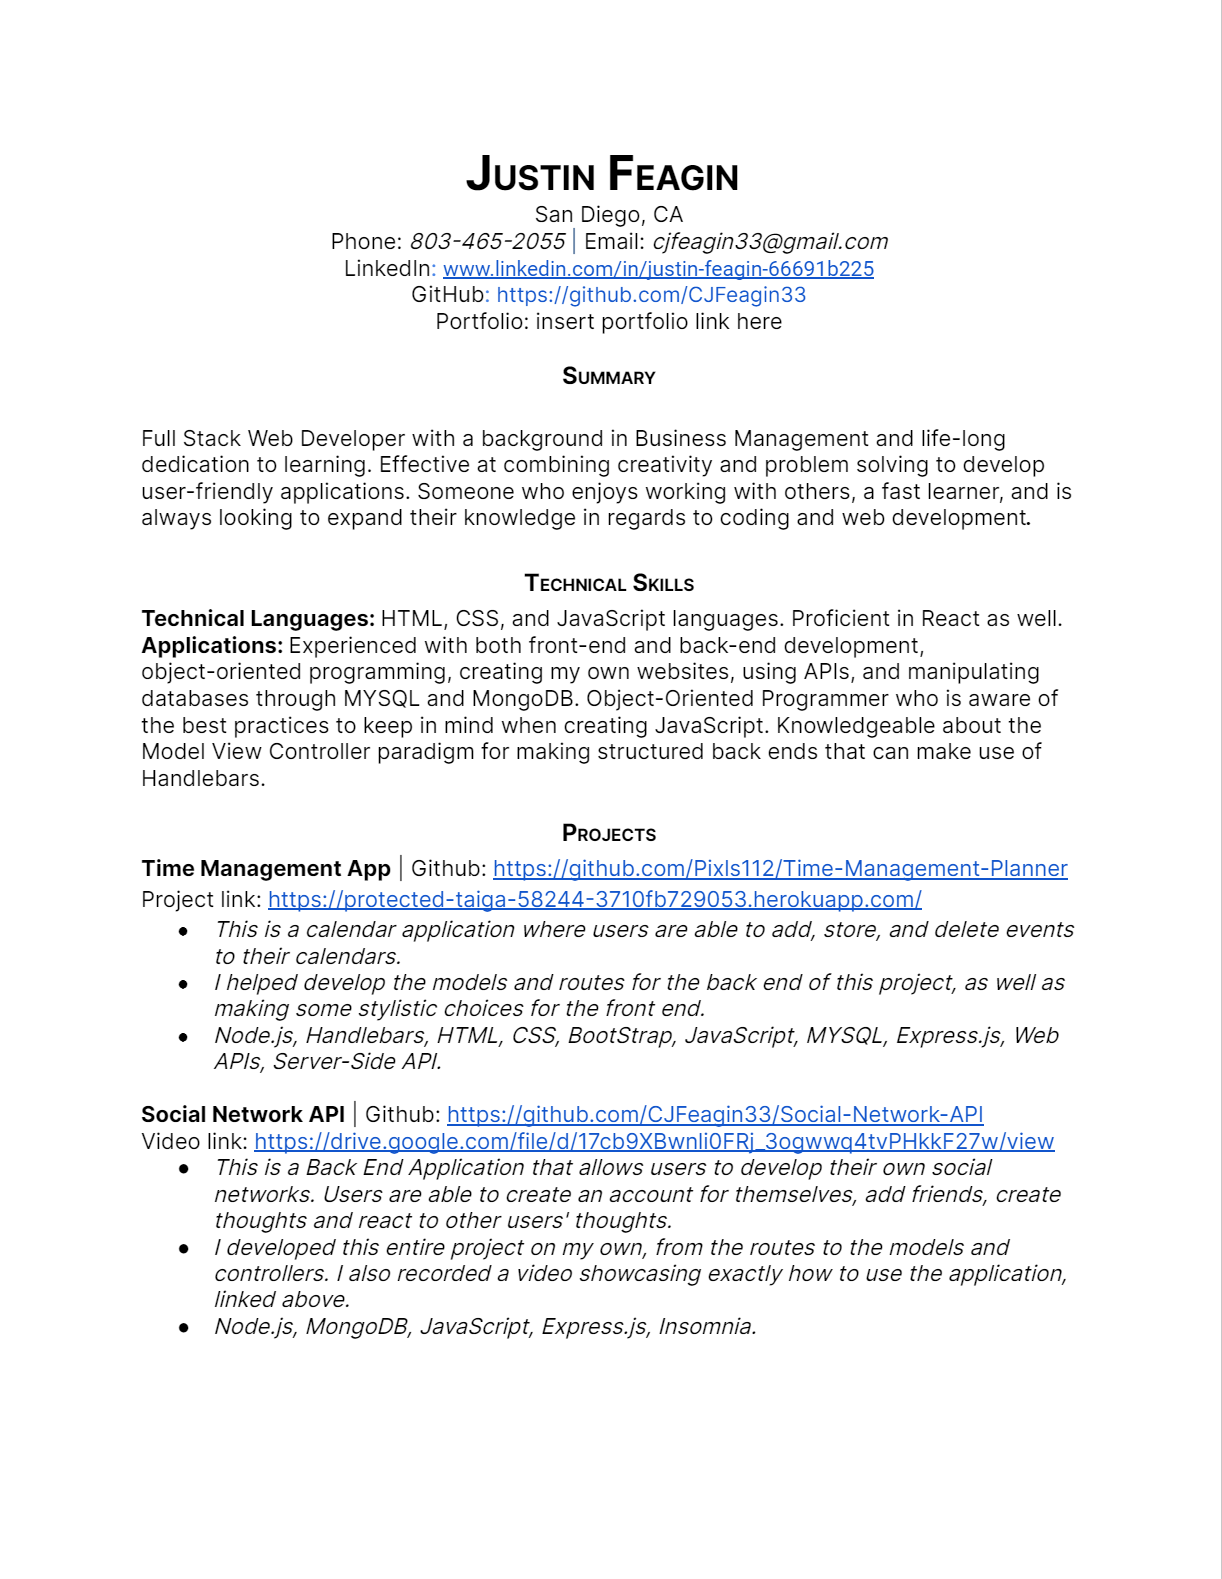 Justin Feagin
San Diego, CA
Phone: 803-465-2055 | Email: cjfeagin33@gmail.com
LinkedIn: www.linkedin.com/in/justin-feagin-66691b225
GitHub: https://github.com/CJFeagin33
Portfolio: insert portfolio link here
Summary
Full Stack Web Developer with a background in Business Management and life-long
dedication to learning. Effective at combining creativity and problem solving to develop
user-friendly applications. Someone who enjoys working with others, a fast learner, and is
always looking to expand their knowledge in regards to coding and web development.
Technical Skills
Technical Languages: HTML, CSS, and JavaScript languages. Proficient in React as well.
Applications: Experienced with both front-end and back-end development,
object-oriented programming, creating my own websites, using APIs, and manipulating
databases through MYSQL and MongoDB. Object-Oriented Programmer who is aware of
the best practices to keep in mind when creating JavaScript. Knowledgeable about the
Model View Controller paradigm for making structured back ends that can make use of
Handlebars.
Projects
Time Management App | Github: https://github.com/Pixls112/Time-Management-Planner
Project link: https://protected-taiga-58244-3710fb729053.herokuapp.com/
● This is a calendar application where users are able to add, store, and delete events
to their calendars.
● I helped develop the models and routes for the back end of this project, as well as
making some stylistic choices for the front end.
● Node.js, Handlebars, HTML, CSS, BootStrap, JavaScript, MYSQL, Express.js, Web
APIs, Server-Side API.
Social Network API | Github: https://github.com/CJFeagin33/Social-Network-API
Video link: https://drive.google.com/file/d/17cb9XBwnli0FRj_3ogwwq4tvPHkkF27w/view
● This is a Back End Application that allows users to develop their own social
networks. Users are able to create an account for themselves, add friends, create
thoughts and react to other users' thoughts.
● I developed this entire project on my own, from the routes to the models and
controllers. I also recorded a video showcasing exactly how to use the application,
linked above.
● Node.js, MongoDB, JavaScript, Express.js, Insomnia.